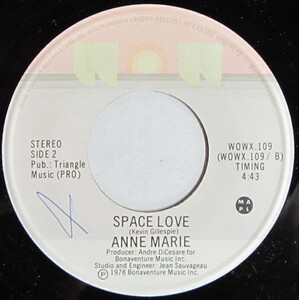 STEREO
SIDE 2
Pub.: Triangle
Music (PRO)
WOWX.109
(WOWX.109/ B)
TIMING
4:43
M A
P L
SPACE LOVE
(Kevin Gillespie)
ANNE MARIE
Producer: Andre DiCesare for
Bonaventure Music Inc.
Studio and Engineer: Jean Sauvageau
Ⓟ 1978 Bonaventure Music Inc.